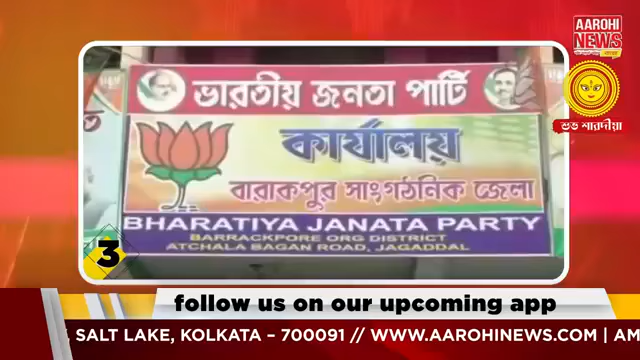 AAROHI
NEWS
শুভ শারদীয়া
ভারতীয় জনতা পার্টি
কার্যালয়
বারাকপুর সাংগঠনিক জেলা
BHARATIYA JANATA PARTY
BARRACKPORE ORG DISTRICT
ATCHALA BAGAN ROAD, JAGADDAL
3
follow us on our upcoming app
SALT LAKE, KOLKATA – 700091 // WWW.AAROHINEWS.COM | AM